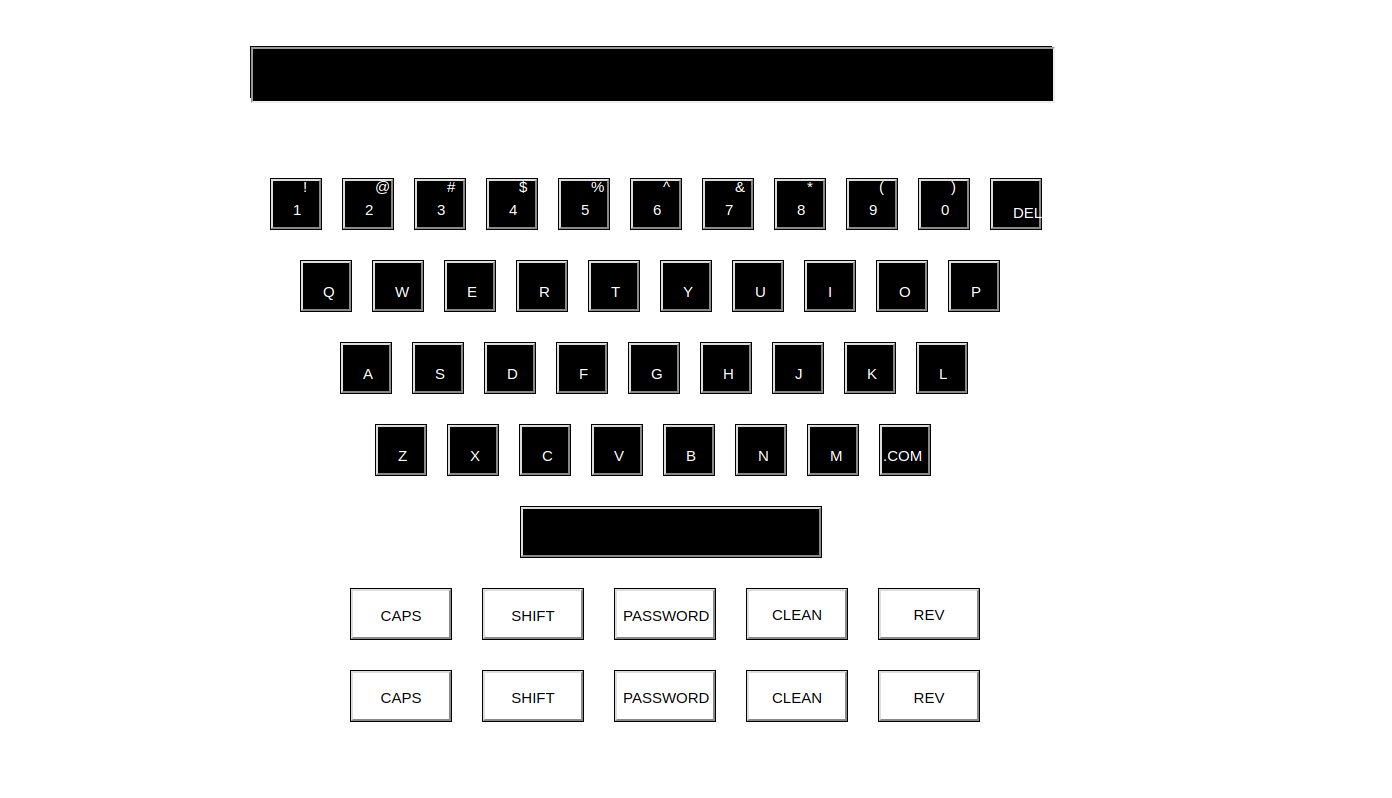 ! @ # $ % ^ & * ( )
1 2 3 4 5 6 7 8 9 0 DEL
Q W E R T Y U I O P
A S D F G H J K L
Z X C V B N M .COM
CAPS SHIFT PASSWORD CLEAN REV
CAPS SHIFT PASSWORD CLEAN REV